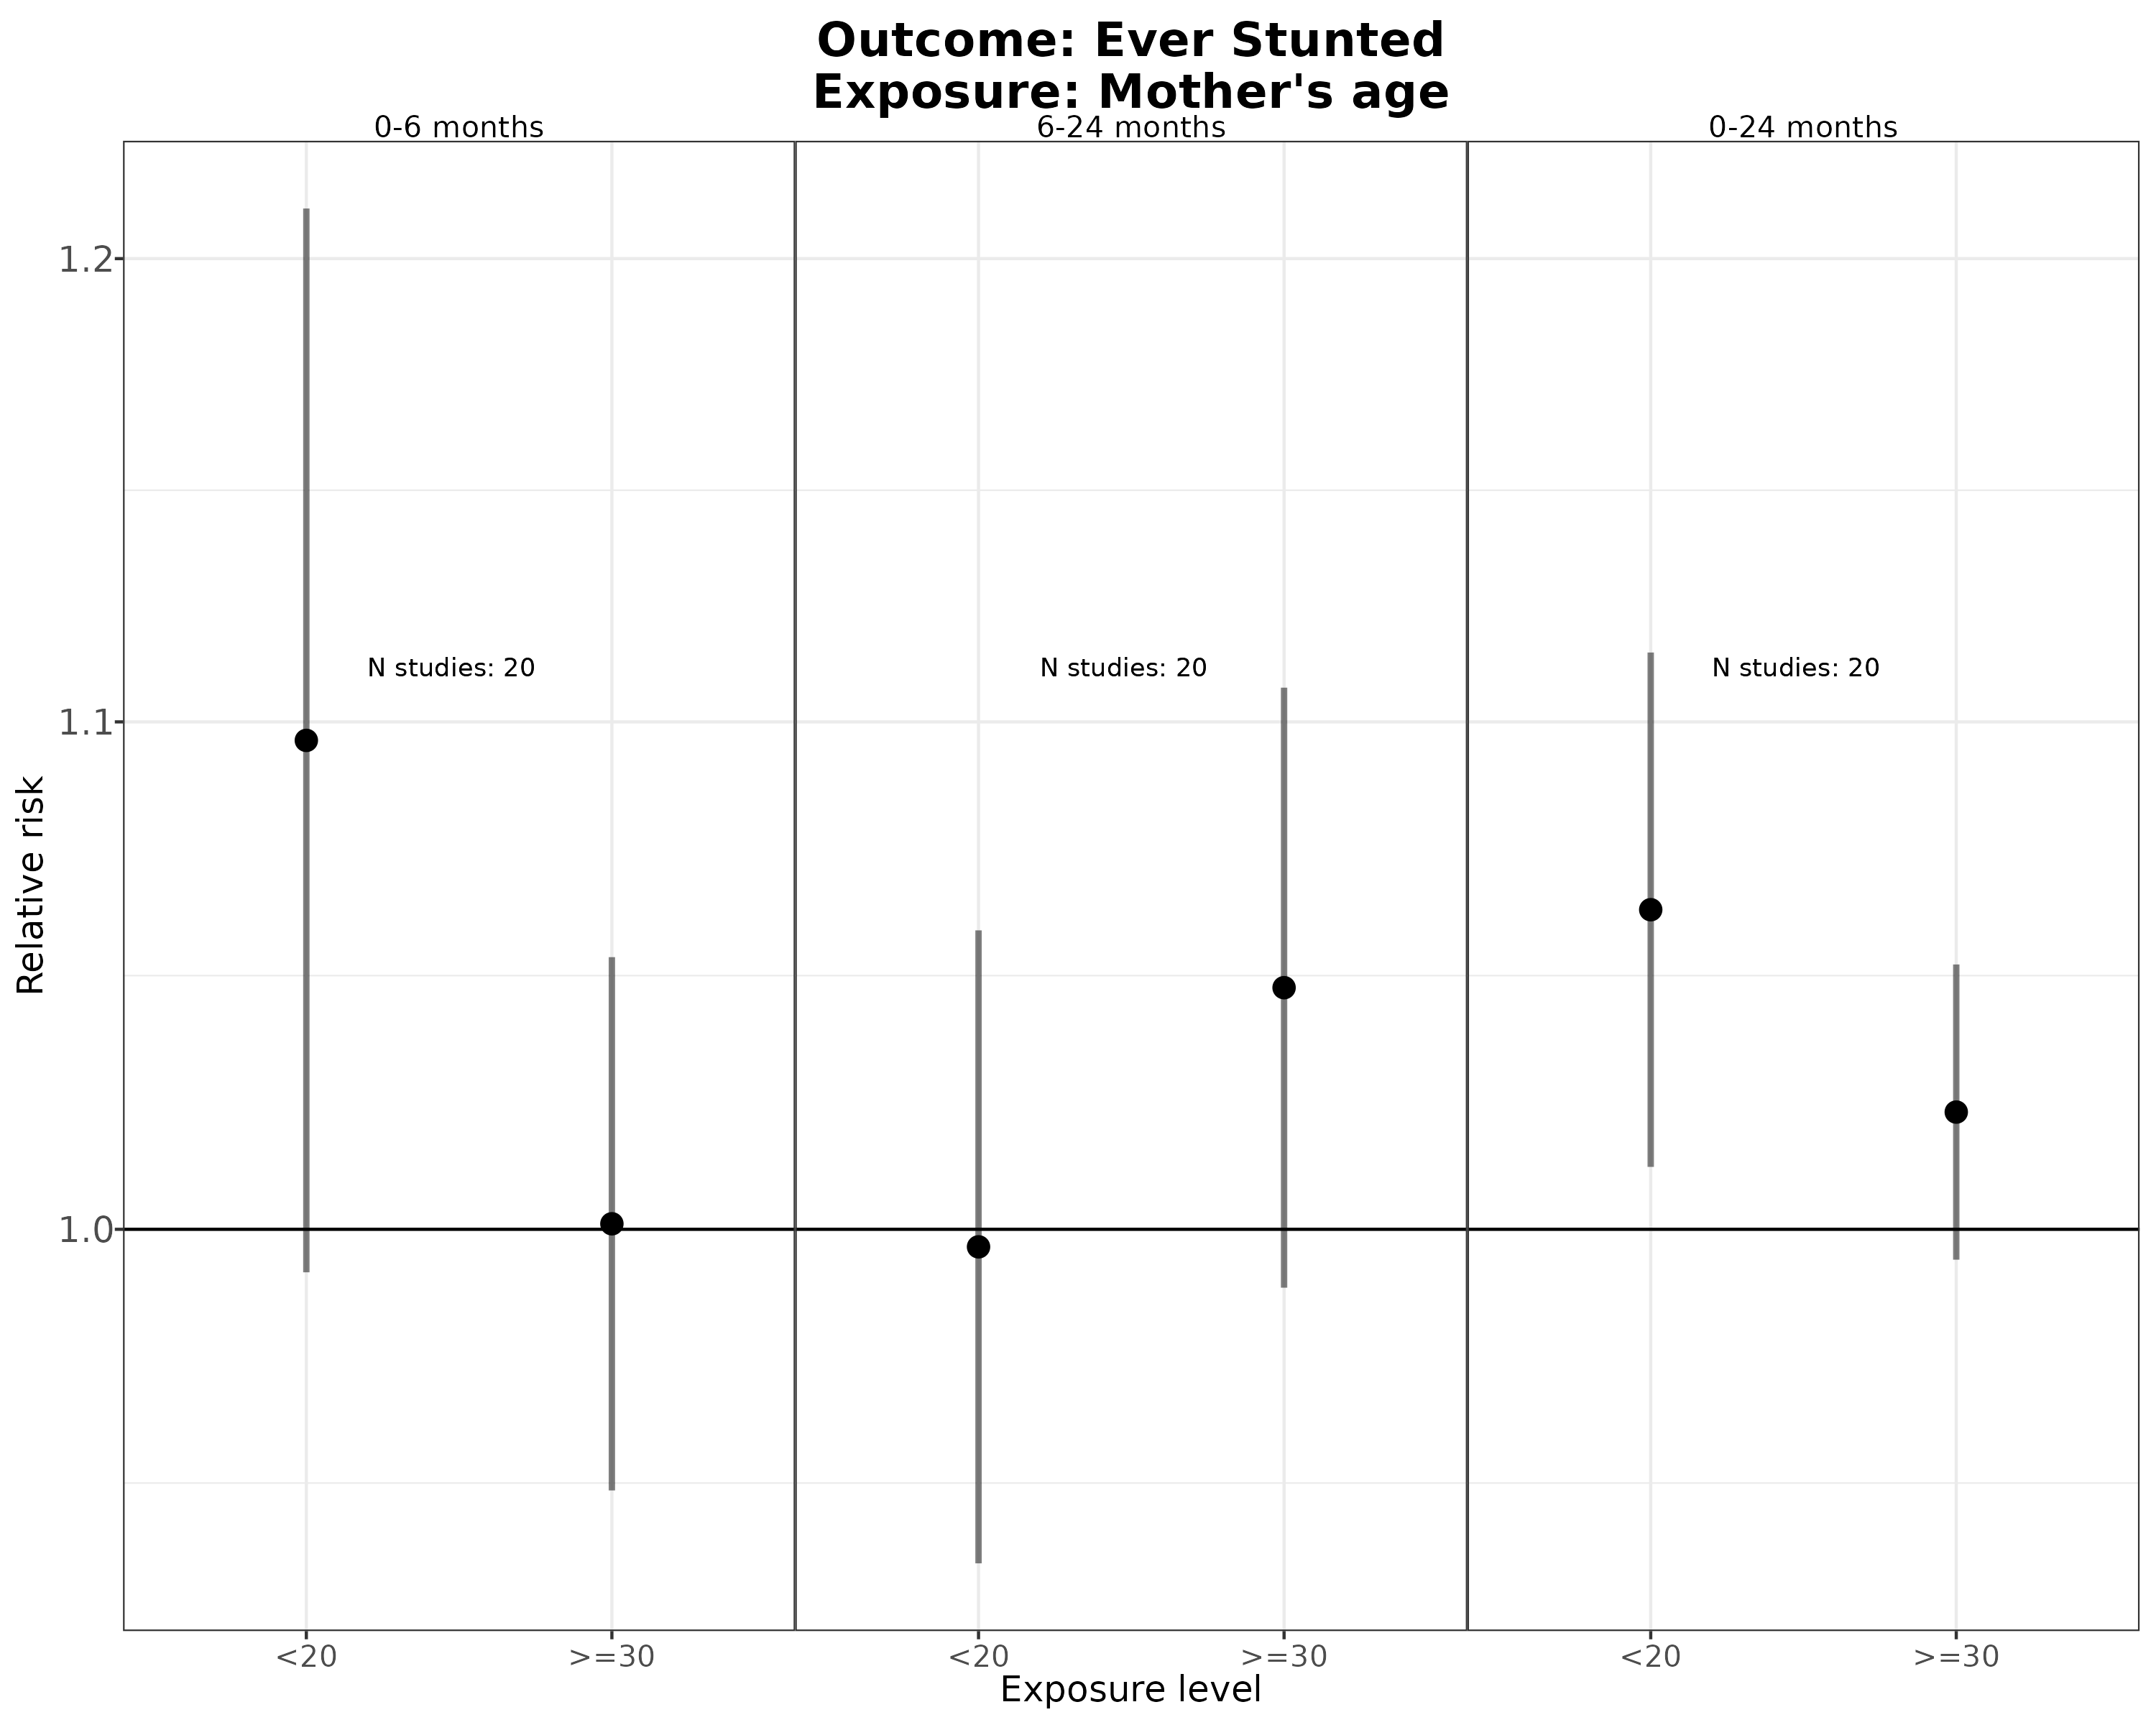 Outcome: Ever Stunted
Exposure: Mother's age
0-6 months
6-24 months
0-24 months
1.2
1.1
1.0
Relative risk
N studies: 20
N studies: 20
N studies: 20
<20
>=30
<20
>=30
<20
>=30
Exposure level